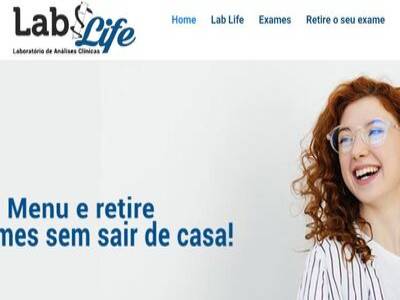 Lab Life
Laboratório de Análises Clínicas
Home Lab Life Exames Retire o seu exame
Menu e retire
mes sem sair de casa!